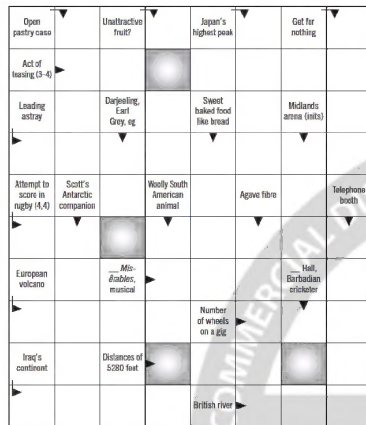 Open
pastry case
Unattractive
fruit?
Japan's
highest peak
Get for
nothing
Act of
teasing (3-4)
Leading
astray
Darjeeling,
Earl
Grey, eg
Sweet
baked food
like bread
Midlands
arena (inits)
Attempt to
score in
rugby (4,4)
Scott's
Antarctic
companion
Woolly South
American
animal
Agave fibre
Telephone
booth
European
volcano
__ Mis-
érables,
musical
__ Hall,
Barbadian
cricketer
Number
of wheels
on a gig
Iraq's
continent
Distances of
5280 feet
British river
COMMERCIAL